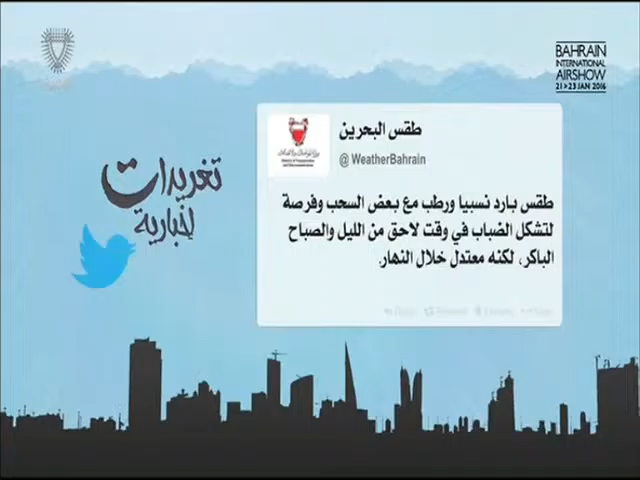 BAHRAIN
INTERNATIONAL
AIRSHOW
21>23 JAN 2016
طقس البحرين
@WeatherBahrain
تغريدات
إخبارية
طقس بارد نسبيا ورطب مع بعض السحب وفرصة
لتشكل الضباب في وقت لاحق من الليل والصباح
الباكر، لكنه معتدل خلال النهار.